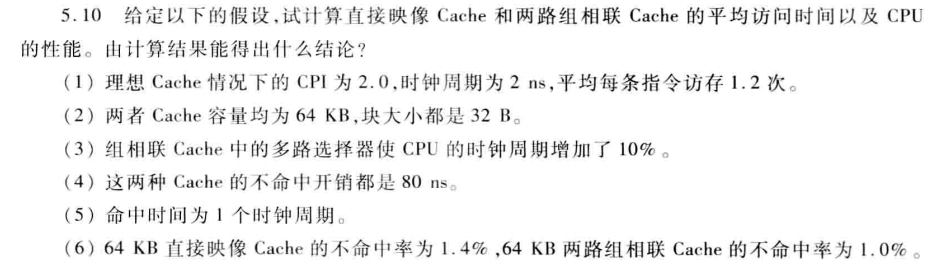 5.10 给定以下的假设,试计算直接映像 Cache 和两路组相联 Cache 的平均访问时间以及 CPU
的性能。由计算结果能得出什么结论?
(1) 理想 Cache 情况下的 CPI 为 2.0,时钟周期为 2 ns,平均每条指令访存 1.2 次。
(2) 两者 Cache 容量均为 64 KB,块大小都是 32 B。
(3) 组相联 Cache 中的多路选择器使 CPU 的时钟周期增加了 10%。
(4) 这两种 Cache 的不命中开销都是 80 ns。
(5) 命中时间为 1 个时钟周期。
(6) 64 KB 直接映像 Cache 的不命中率为 1.4%,64 KB 两路组相联 Cache 的不命中率为 1.0%。